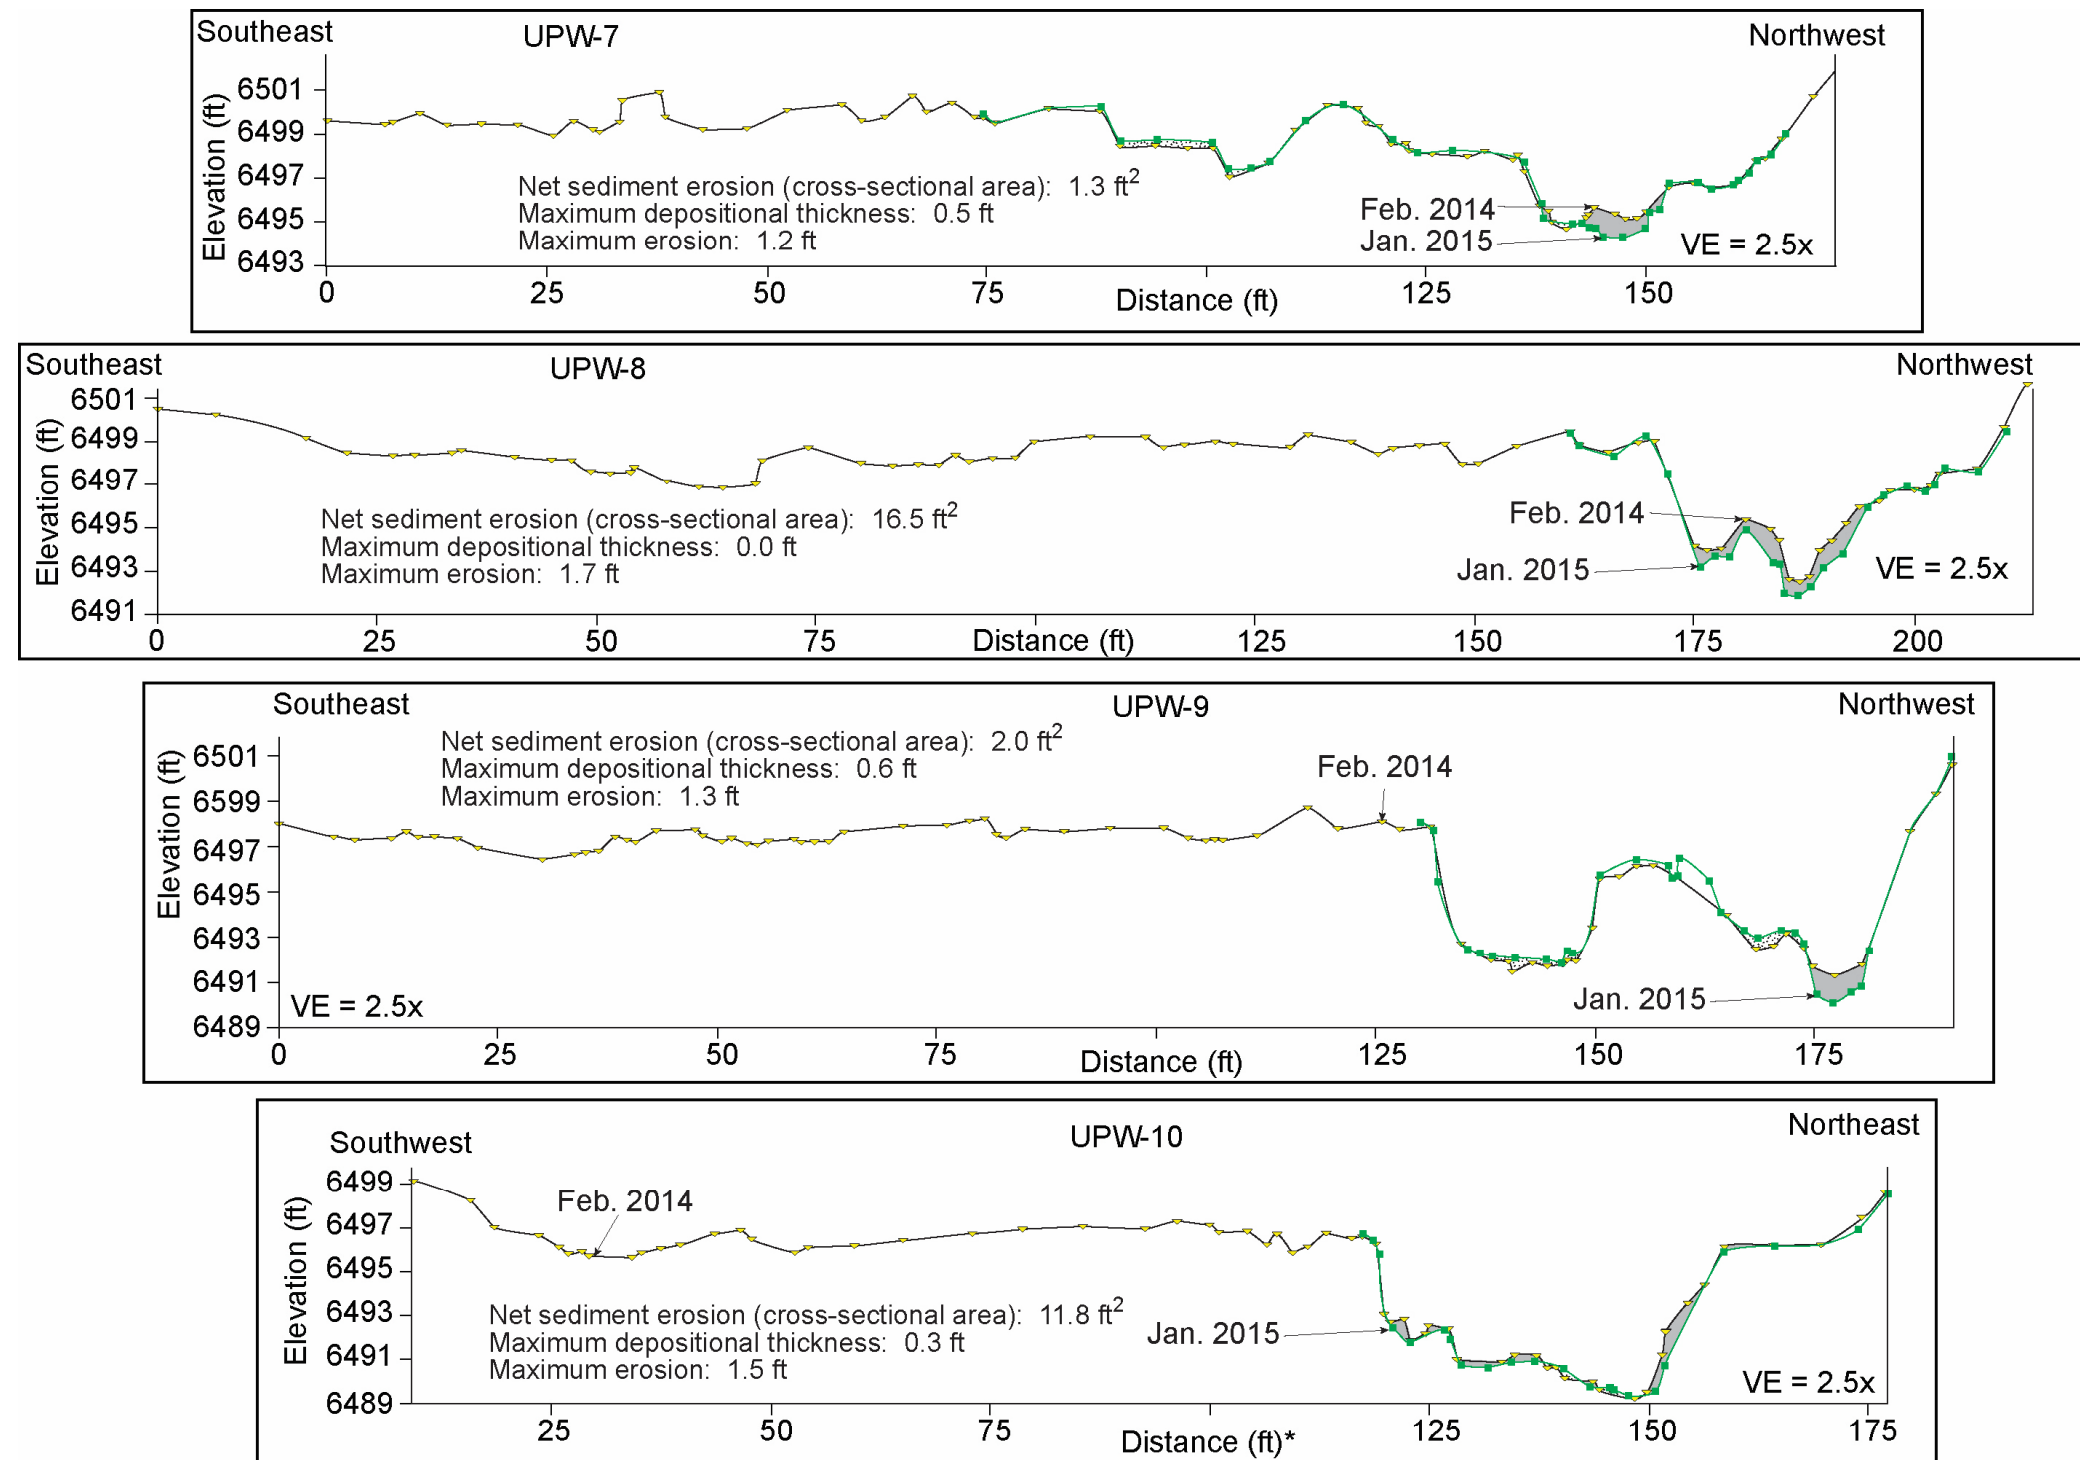 Southeast UPW-7 Northwest
Elevation (ft)
6501
6499
6497
6495
6493
Net sediment erosion (cross-sectional area): 1.3 ft2
Maximum depositional thickness: 0.5 ft
Maximum erosion: 1.2 ft
Feb. 2014
Jan. 2015
VE = 2.5x
0 25 50 75 Distance (ft) 125 150
Southeast UPW-8 Northwest
Elevation (ft)
6501
6499
6497
6495
6493
6491
Net sediment erosion (cross-sectional area): 16.5 ft2
Maximum depositional thickness: 0.0 ft
Maximum erosion: 1.7 ft
Feb. 2014
Jan. 2015
VE = 2.5x
0 25 50 75 Distance (ft) 125 150 175 200
Southeast UPW-9 Northwest
Net sediment erosion (cross-sectional area): 2.0 ft2
Maximum depositional thickness: 0.6 ft
Maximum erosion: 1.3 ft
Elevation (ft)
6501
6599
6497
6495
6493
6491
6489
Feb. 2014
Jan. 2015
VE = 2.5x
0 25 50 75 Distance (ft) 125 150 175
Southwest UPW-10 Northeast
Elevation (ft)
6499
6497
6495
6493
6491
6489
Feb. 2014
Net sediment erosion (cross-sectional area): 11.8 ft2
Maximum depositional thickness: 0.3 ft
Maximum erosion: 1.5 ft
Jan. 2015
VE = 2.5x
25 50 75 Distance (ft)* 125 150 175